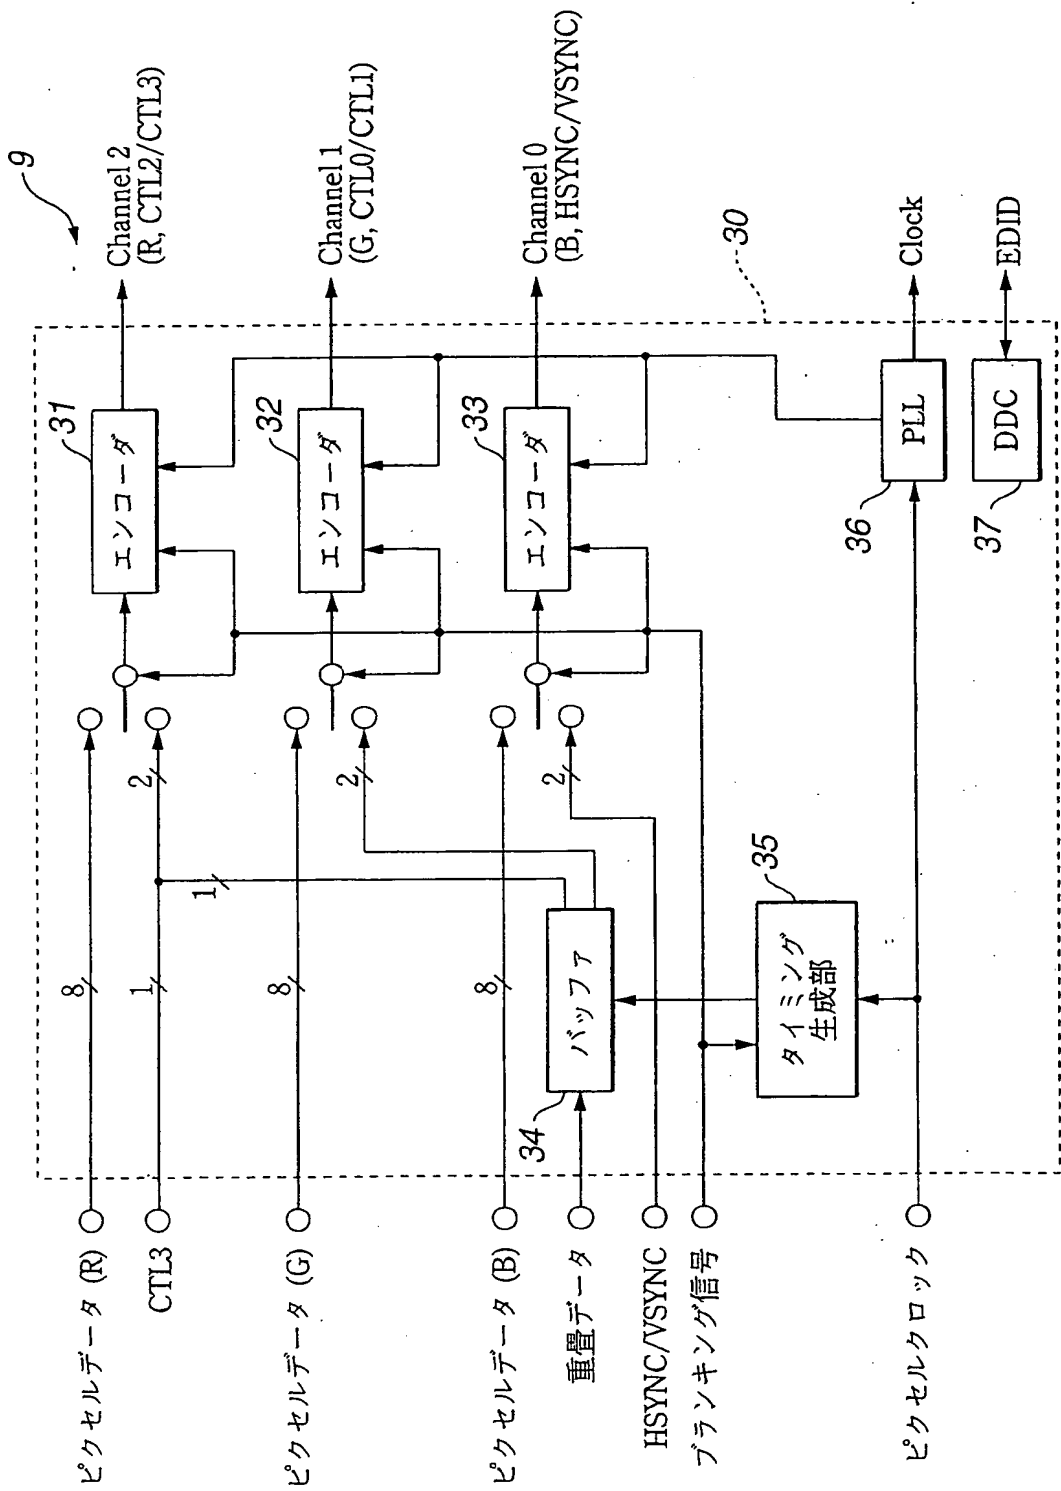 9
ピクセルデータ (R)
8
CTL3
1
2
1
31
エンコーダ
Channel 2
(R, CTL2/CTL3)
ピクセルデータ (G)
8
2
32
エンコーダ
Channel 1
(G, CTL0/CTL1)
ピクセルデータ (B)
8
2
33
エンコーダ
Channel 0
(B, HSYNC/VSYNC)
重畳データ
34
バッファ
HSYNC/VSYNC
ブランキング信号
35
タイミング
生成部
30
ピクセルクロック
36
PLL
Clock
37
DDC
EDID